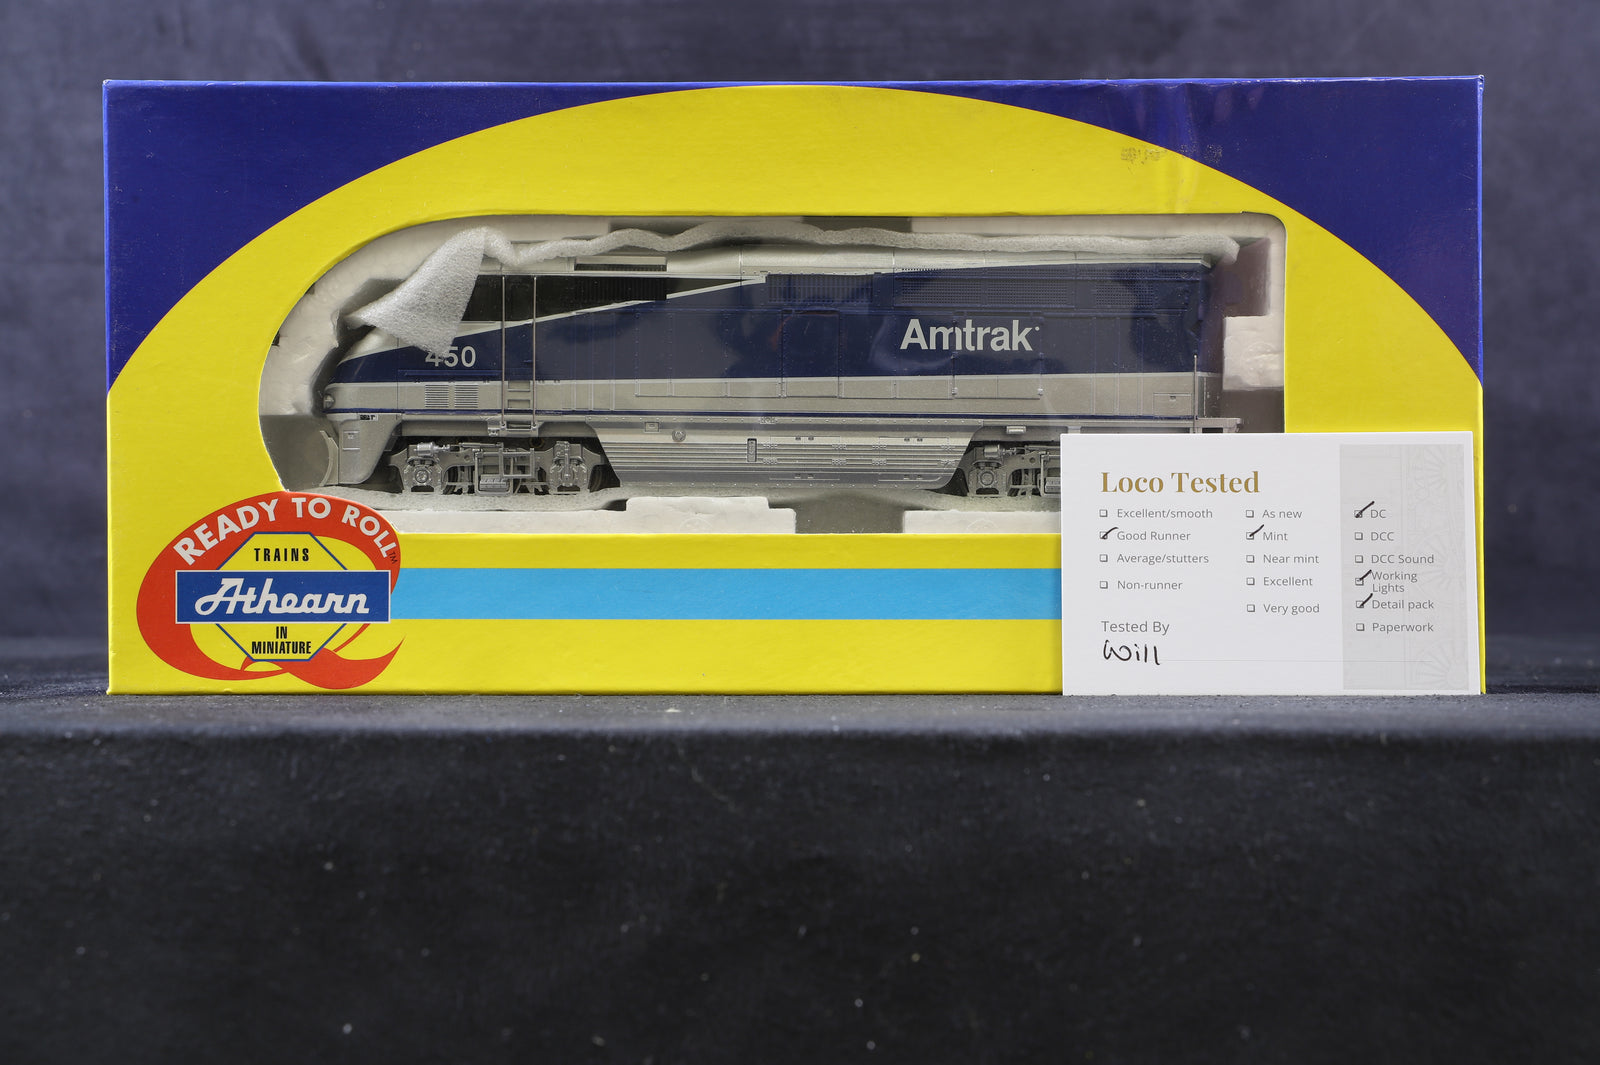 Amtrak
450
READY TO ROLL™
TRAINS
Athearn
IN
MINIATURE
Loco Tested
Excellent/smooth
Good Runner
Average/stutters
Non-runner
As new
Mint
Near mint
Excellent
Very good
DC
DCC
DCC Sound
Working
Lights
Detail pack
Paperwork
Tested By
Will